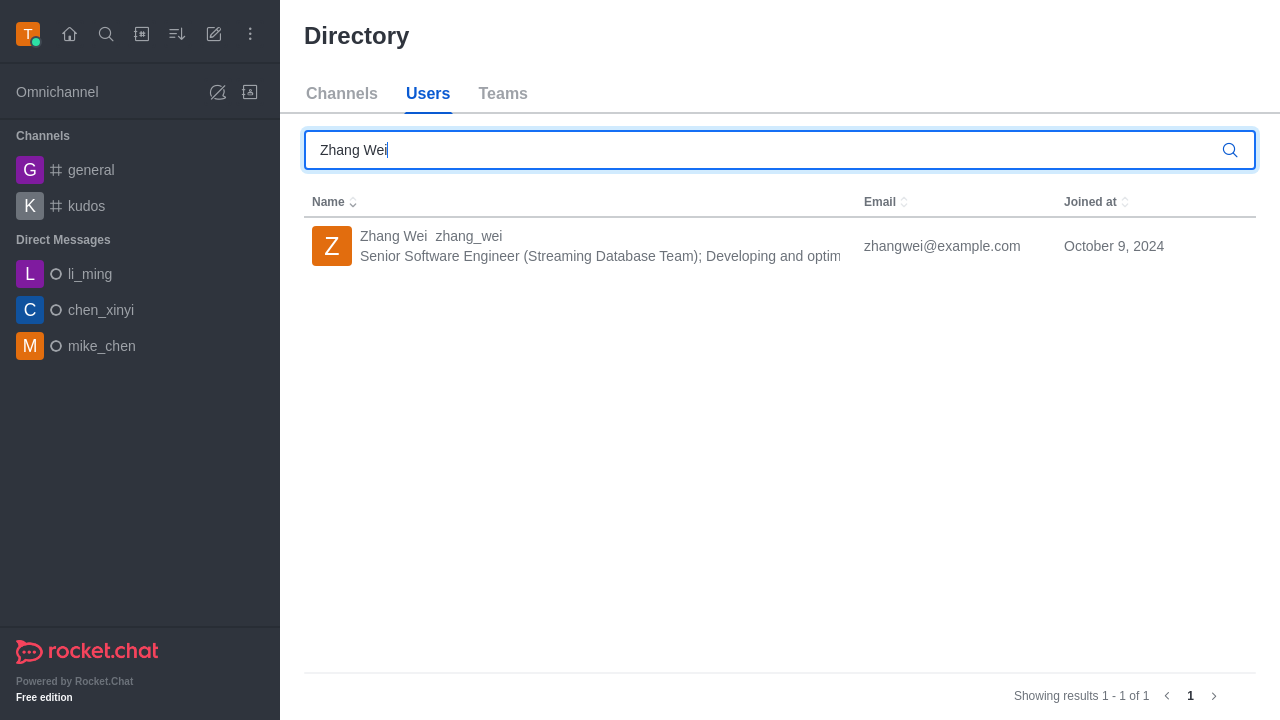 T
Directory
Channels Users Teams
Omnichannel
Channels
G general
K kudos
Direct Messages
L li_ming
C chen_xinyi
M mike_chen
Zhang Wei
Name Email Joined at
Z
Zhang Wei zhang_wei
Senior Software Engineer (Streaming Database Team); Developing and optim
zhangwei@example.com
October 9, 2024
rocket.chat
Powered by Rocket.Chat
Free edition
Showing results 1 - 1 of 1
1